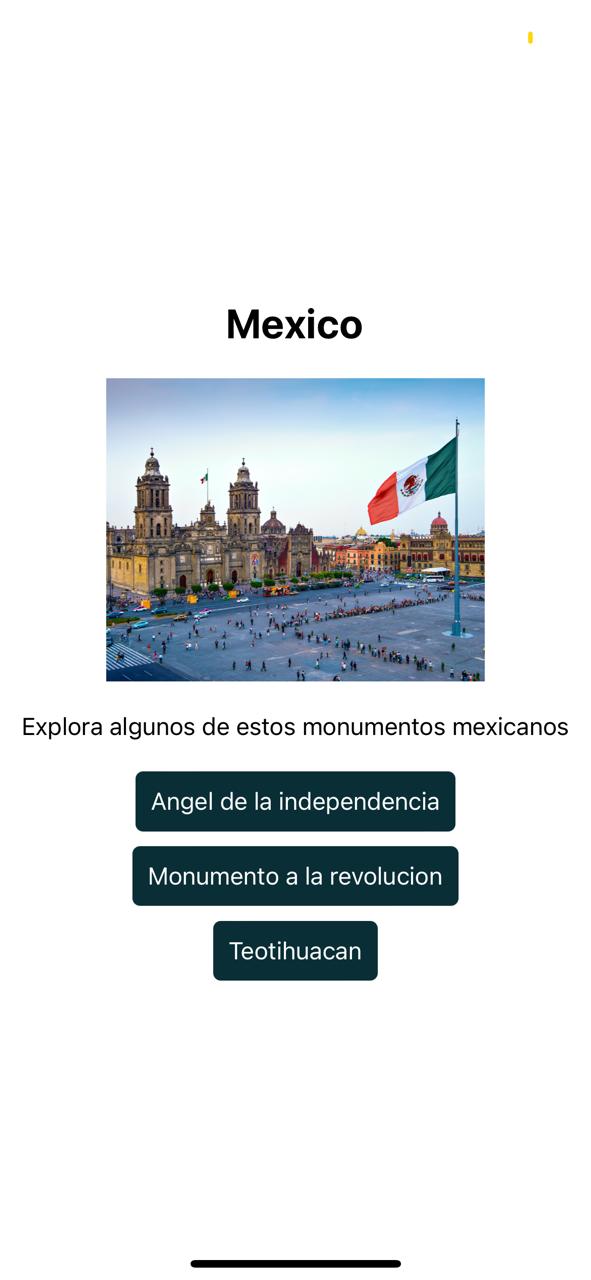 Mexico
Explora algunos de estos monumentos mexicanos
Angel de la independencia
Monumento a la revolucion
Teotihuacan